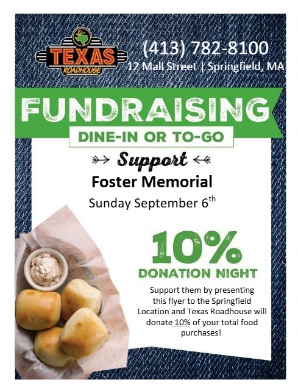 TEXAS
ROADHOUSE
(413) 782-8100
12 Mall Street | Springfield, MA
FUNDRAISING
DINE-IN OR TO-GO
Support
Foster Memorial
Sunday September 6th
10%
DONATION NIGHT
Support them by presenting
this flyer to the Springfield
Location and Texas Roadhouse will
donate 10% of your total food
purchases!